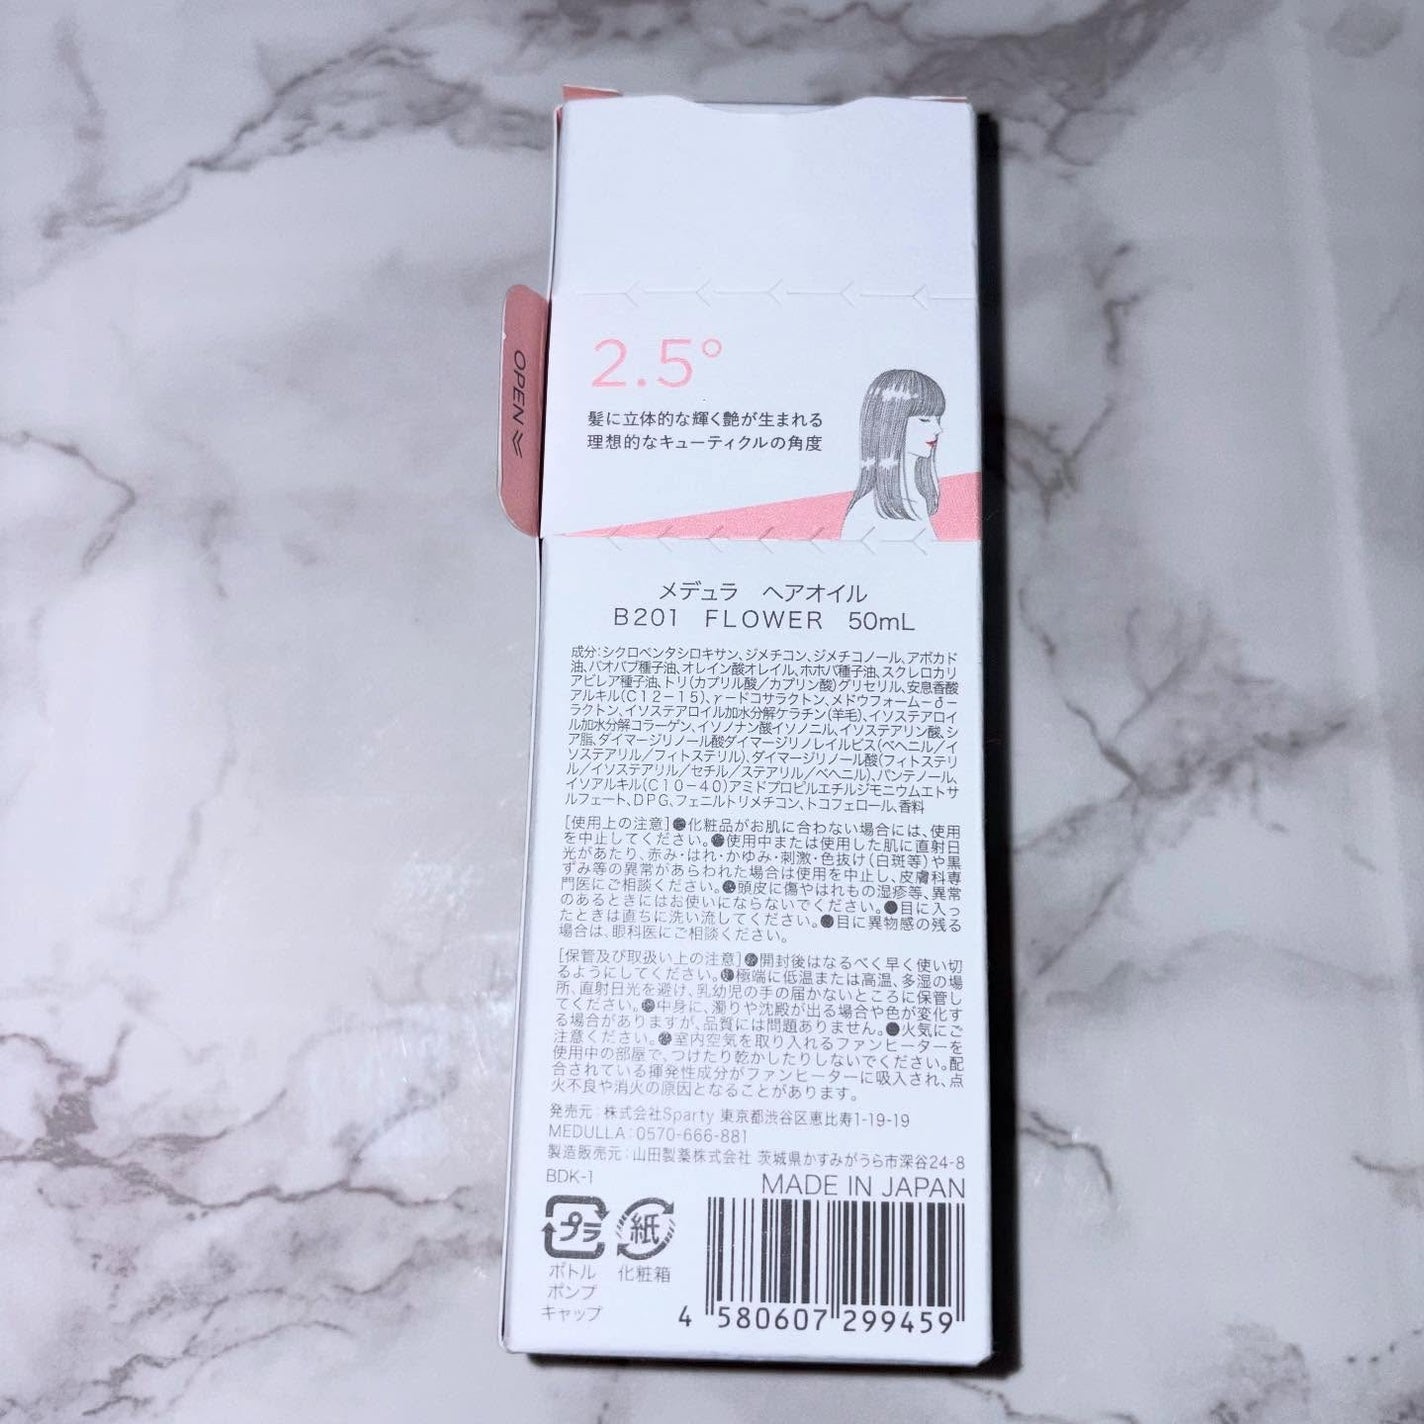 OPEN
2.5°
髪に立体的な輝く艶が生まれる
理想的なキューティクルの角度
メデュラ　ヘアオイル
B201　FLOWER　50mL
成分：シクロペンタシロキサン、ジメチコン、ジメチコノール、アボカド
油、バオバブ種子油、オレイン酸オレイル、ホホバ種子油、スクレロカリ
アビレア種子油、トリ（カプリル酸／カプリン酸）グリセリル、安息香酸
アルキル（C12－15）、γ－ドコサラクトン、メドウフォーム－δ－
ラクトン、イソステアロイル加水分解ケラチン（羊毛）、イソステアロイ
ル加水分解コラーゲン、イソノナン酸イソノニル、イソステアリン酸、シ
ア脂、ダイマージリノール酸ダイマージリノレイルビス（ベヘニル／イ
ソステアリル／フィトステリル）、ダイマージリノール酸（フィトステリ
ル／イソステアリル／セチル／ステアリル／ベヘニル）、パンテノール、
イソアルキル（C10－40）アミドプロピルエチルジモニウムエトサ
ルフェート、DPG、フェニルトリメチコン、トコフェロール、香料
［使用上の注意］●化粧品がお肌に合わない場合には、使用
を中止してください。●使用中または使用した肌に直射日
光があたり、赤み・はれ・かゆみ・刺激・色抜け（白斑等）や黒
ずみ等の異常があらわれた場合は使用を中止し、皮膚科専
門医にご相談ください。●頭皮に傷やはれもの湿疹等、異常
のあるときにはお使いにならないでください。●目に入っ
たときは直ちに洗い流してください。●目に異物感の残る
場合は、眼科医にご相談ください。
［保管及び取扱い上の注意］●開封後はなるべく早く使い切
るようにしてください。●極端に低温または高温、多湿の場
所、直射日光を避け、乳幼児の手の届かないところに保管し
てください。●中身に、濁りや沈殿が出る場合や色が変化す
る場合がありますが、品質には問題ありません。●火気にご
注意ください。●室内空気を取り入れるファンヒーターを
使用中の部屋で、つけたり乾かしたりしないでください。配
合されている揮発性成分がファンヒーターに吸入され、点
火不良や消火の原因となることがあります。
発売元：株式会社Sparty 東京都渋谷区恵比寿1-19-19
MEDULLA：0570-666-881
製造販売元：山田製薬株式会社 茨城県かすみがうら市深谷24-8
BDK-1
MADE IN JAPAN
プラ
紙
ボトル
ポンプ
キャップ
化粧箱
4 580607 299459